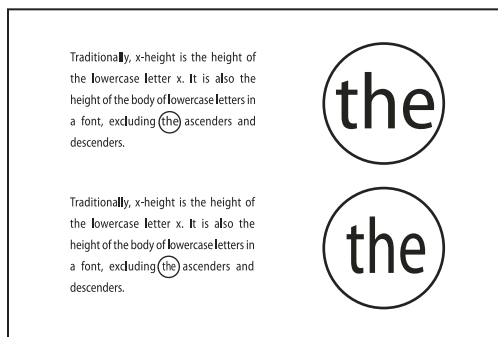 Traditionally, x-height is the height of
the lowercase letter x. It is also the
height of the body of lowercase letters in
a font, excluding the ascenders and
descenders.
the
Traditionally, x-height is the height of
the lowercase letter x. It is also the
height of the body of lowercase letters in
a font, excluding the ascenders and
descenders.
the